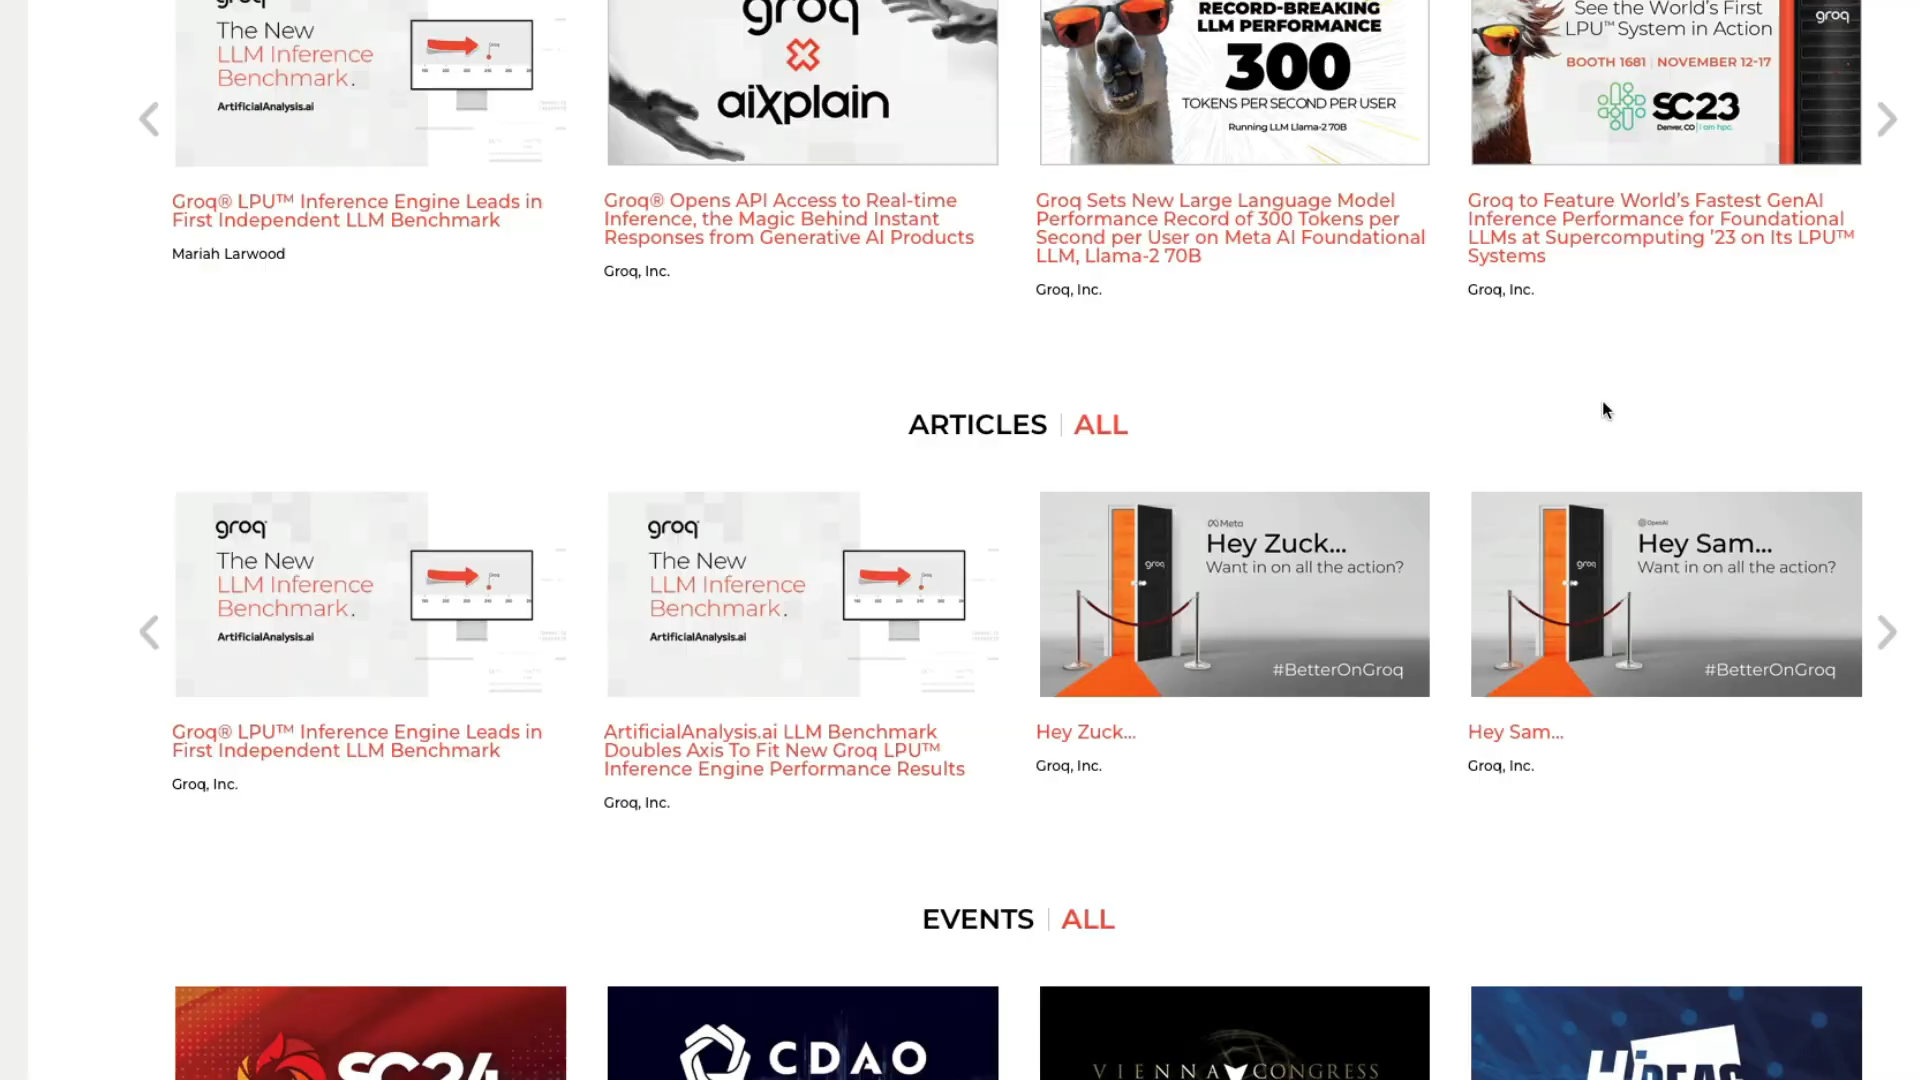 groq
The New
LLM Inference
Benchmark.
ArtificialAnalysis.ai
groq
aiXplain
RECORD-BREAKING
LLM PERFORMANCE
300
TOKENS PER SECOND PER USER
Running LLM Llama-2 70B
See the World's First
LPU™ System in Action
BOOTH 1681 | NOVEMBER 12-17
SC23
Denver, CO | I am hpc.
groq
Groq® LPU™ Inference Engine Leads in
First Independent LLM Benchmark
Mariah Larwood
Groq® Opens API Access to Real-time
Inference, the Magic Behind Instant
Responses from Generative AI Products
Groq, Inc.
Groq Sets New Large Language Model
Performance Record of 300 Tokens per
Second per User on Meta AI Foundational
LLM, Llama-2 70B
Groq, Inc.
Groq to Feature World's Fastest GenAI
Inference Performance for Foundational
LLMs at Supercomputing '23 on Its LPU™
Systems
Groq, Inc.
ARTICLES | ALL
groq
The New
LLM Inference
Benchmark.
ArtificialAnalysis.ai
groq
The New
LLM Inference
Benchmark.
ArtificialAnalysis.ai
Meta
Hey Zuck...
Want in on all the action?
groq
#BetterOnGroq
OpenAI
Hey Sam...
Want in on all the action?
groq
#BetterOnGroq
Groq® LPU™ Inference Engine Leads in
First Independent LLM Benchmark
Groq, Inc.
ArtificialAnalysis.ai LLM Benchmark
Doubles Axis To Fit New Groq LPU™
Inference Engine Performance Results
Groq, Inc.
Hey Zuck...
Groq, Inc.
Hey Sam...
Groq, Inc.
EVENTS | ALL
SC24
CDAO
VIENNA CONGRESS
HiPEAC